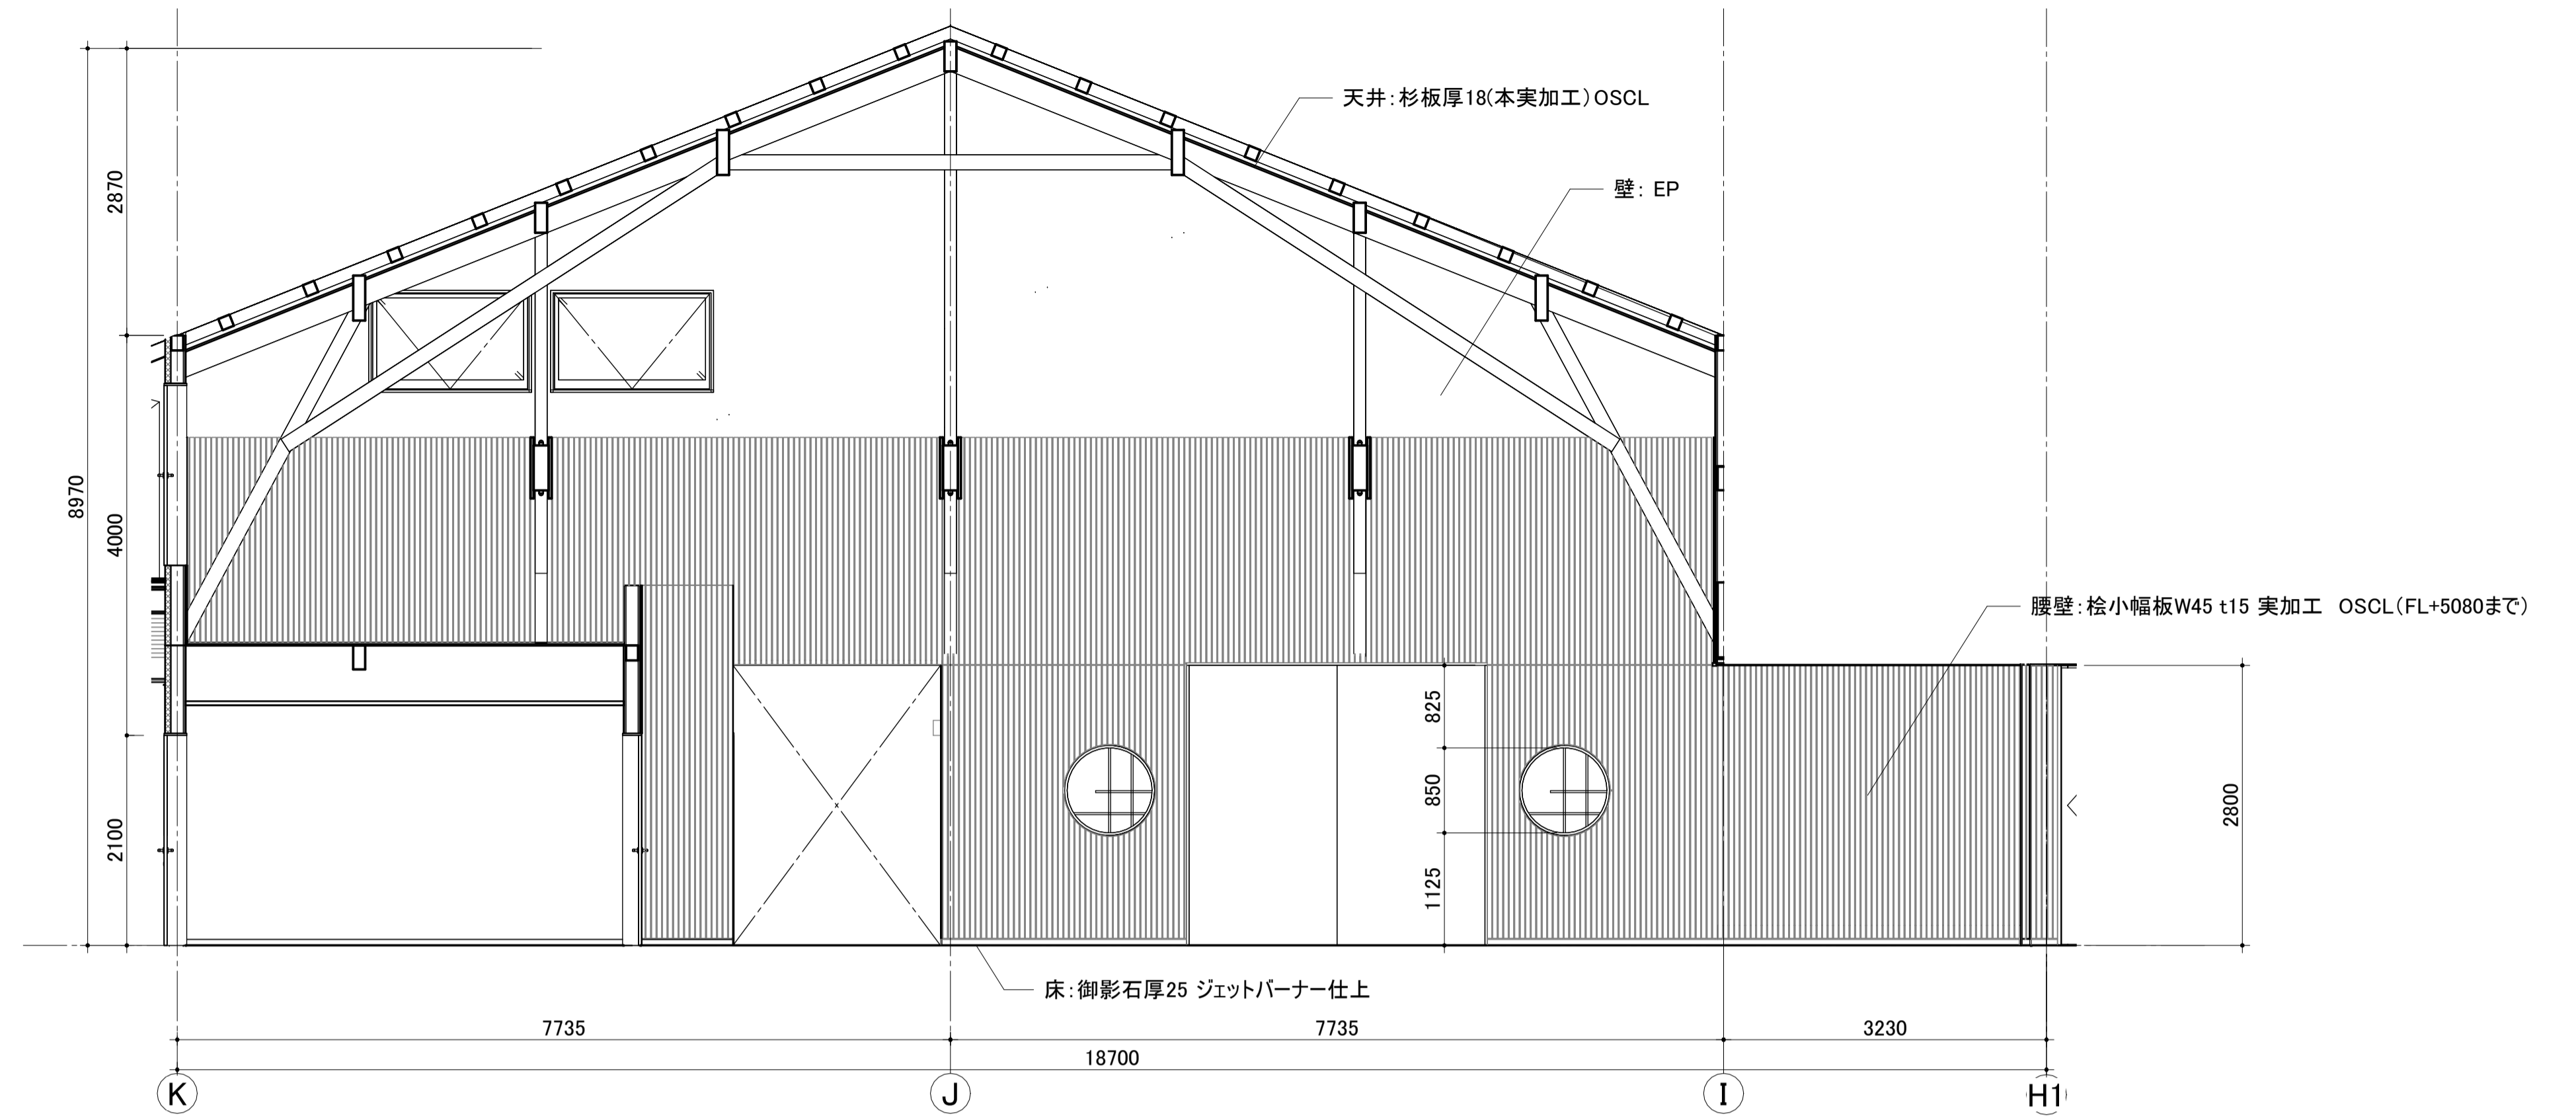 天井：杉板厚18(本実加工)OSCL
壁： EP
2870
8970
4000
腰壁：桧小幅板W45 t15 実加工　OSCL（FL+5080まで）
825
850
2800
2100
1125
床：御影石厚25 ジェットバーナー仕上
7735
7735
3230
18700
K
J
I
H1